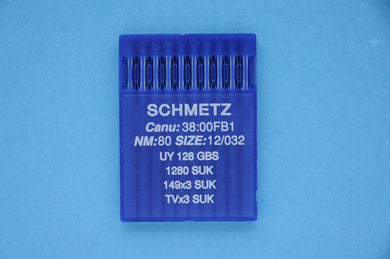 SCHMETZ
Canu: 38:00FB1
NM:80 SIZE:12/032
UY 128 GBS
1280 SUK
149x3 SUK
TVx3 SUK